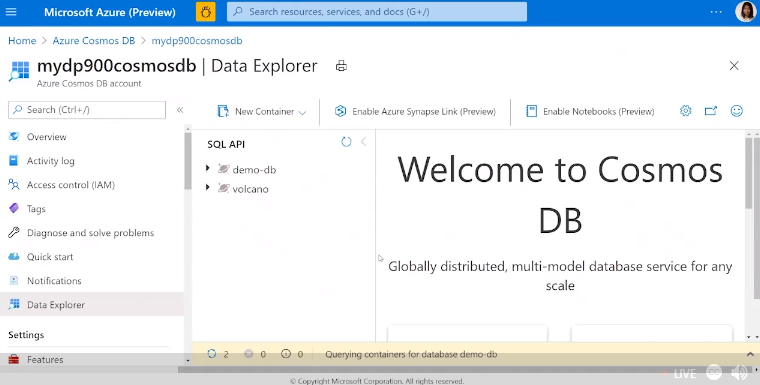 Microsoft Azure (Preview)
Search resources, services, and docs (G+/)
Home > Azure Cosmos DB > mydp900cosmosdb
mydp900cosmosdb | Data Explorer
Azure Cosmos DB account
Search (Ctrl+/)
New Container
Enable Azure Synapse Link (Preview)
Enable Notebooks (Preview)
Overview
Activity log
Access control (IAM)
Tags
Diagnose and solve problems
Quick start
Notifications
Data Explorer
Settings
Features
SQL API
demo-db
volcano
Welcome to Cosmos
DB
Globally distributed, multi-model database service for any
scale
2 0 0 Querying containers for database demo-db
LIVE CC
© Copyright Microsoft Corporation. All rights reserved.